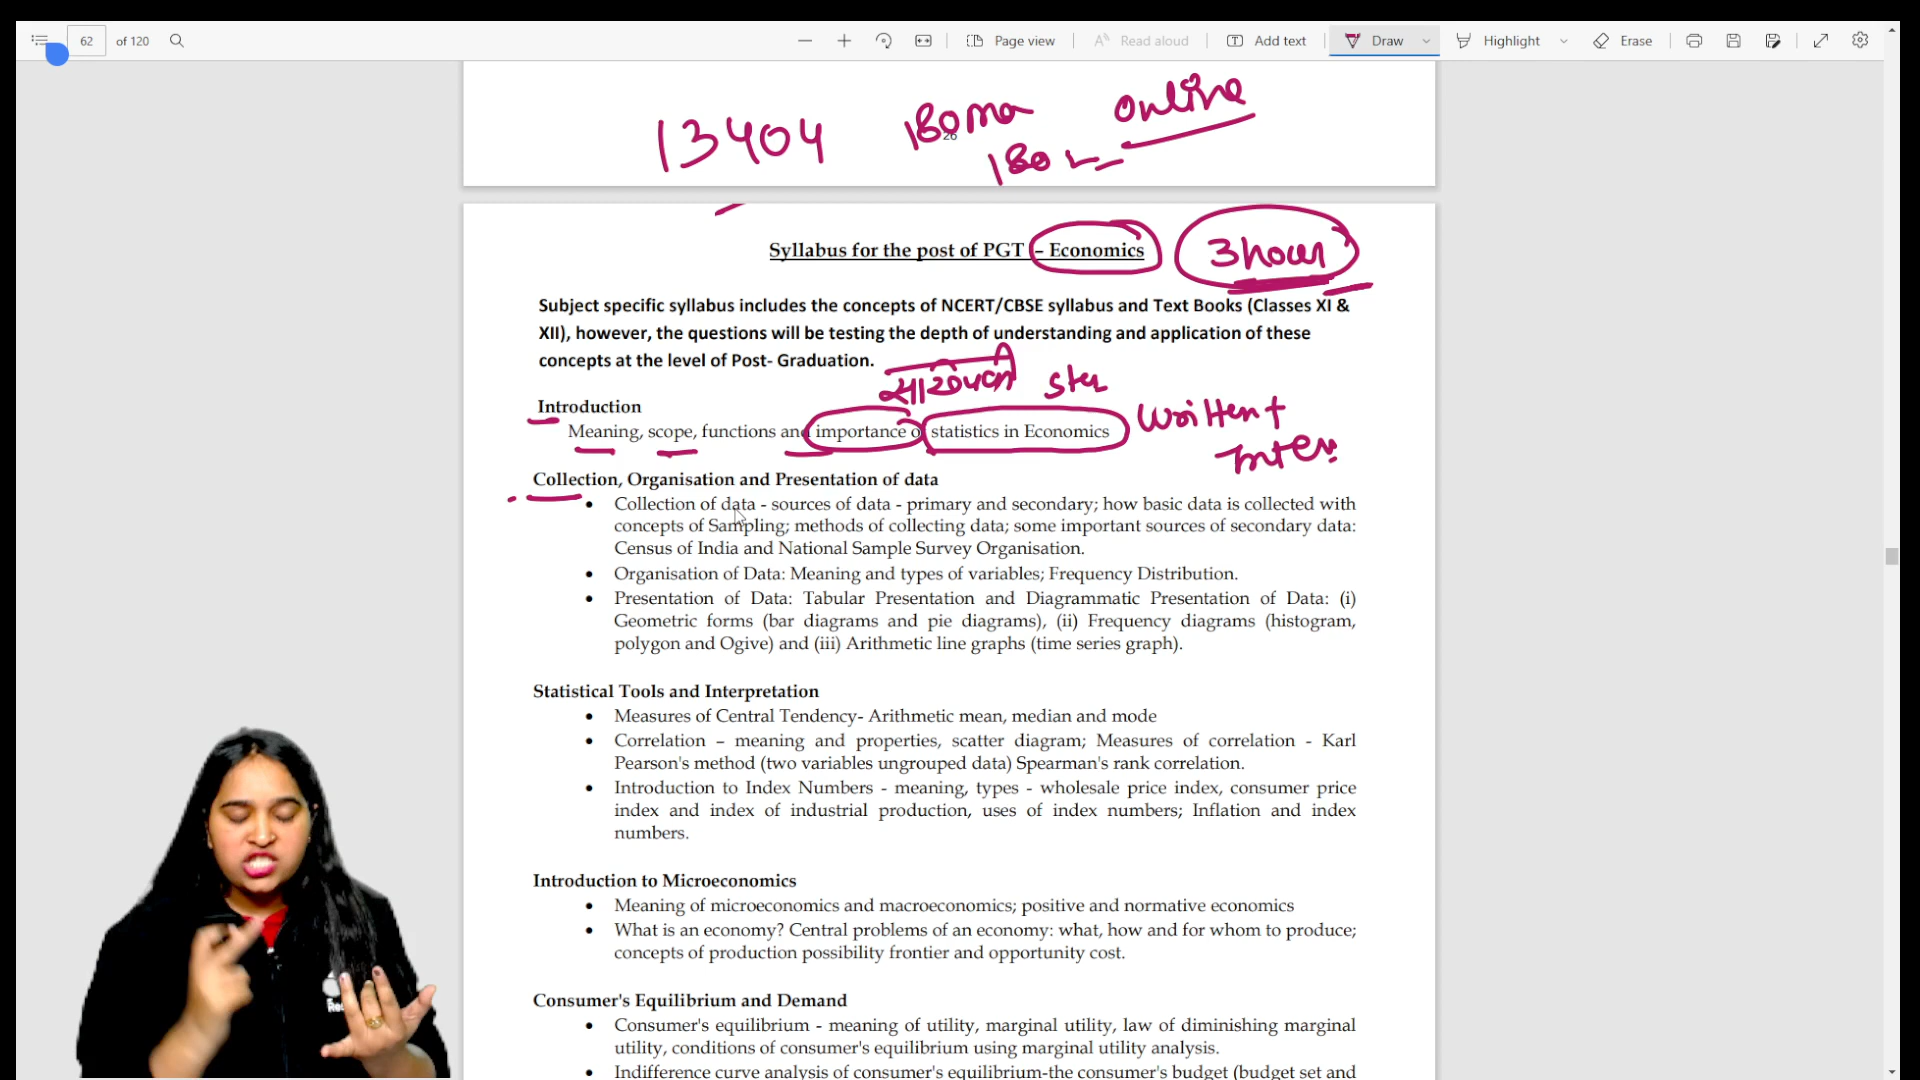 62 of 120
Page view
Read aloud
Add text
Draw
Highlight
Erase
13404
180 ma
online
26
180
Syllabus for the post of PGT – Economics
3 hour
Subject specific syllabus includes the concepts of NCERT/CBSE syllabus and Text Books (Classes XI &
XII), however, the questions will be testing the depth of understanding and application of these
concepts at the level of Post- Graduation.
Introduction
Meaning, scope, functions and importance of statistics in Economics
Written +
Inter
Collection, Organisation and Presentation of data
• Collection of data - sources of data - primary and secondary; how basic data is collected with
concepts of Sampling; methods of collecting data; some important sources of secondary data:
Census of India and National Sample Survey Organisation.
• Organisation of Data: Meaning and types of variables; Frequency Distribution.
• Presentation of Data: Tabular Presentation and Diagrammatic Presentation of Data: (i)
Geometric forms (bar diagrams and pie diagrams), (ii) Frequency diagrams (histogram,
polygon and Ogive) and (iii) Arithmetic line graphs (time series graph).
Statistical Tools and Interpretation
• Measures of Central Tendency- Arithmetic mean, median and mode
• Correlation – meaning and properties, scatter diagram; Measures of correlation - Karl
Pearson's method (two variables ungrouped data) Spearman's rank correlation.
• Introduction to Index Numbers - meaning, types - wholesale price index, consumer price
index and index of industrial production, uses of index numbers; Inflation and index
numbers.
Introduction to Microeconomics
• Meaning of microeconomics and macroeconomics; positive and normative economics
• What is an economy? Central problems of an economy: what, how and for whom to produce;
concepts of production possibility frontier and opportunity cost.
Consumer's Equilibrium and Demand
• Consumer's equilibrium - meaning of utility, marginal utility, law of diminishing marginal
utility, conditions of consumer's equilibrium using marginal utility analysis.
• Indifference curve analysis of consumer's equilibrium-the consumer's budget (budget set and